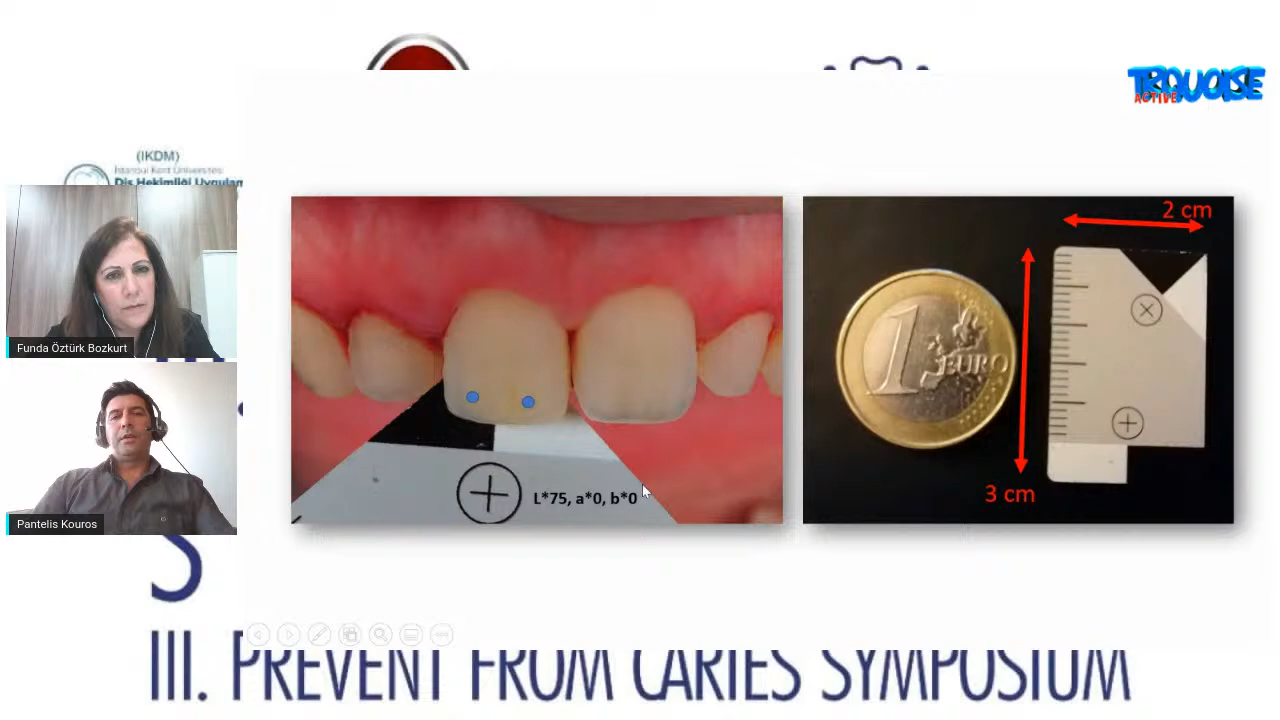 TRQUOISE
ACTIVE
(IKDM)
İstanbul Kent Üniversitesi
Diş Hekimliği Uygulam
Funda Öztürk Bozkurt
Pantelis Kouros
L*75, a*0, b*0
1
EURO
2 cm
3 cm
S
III. PREVENT FROM CARIES SYMPOSIUM